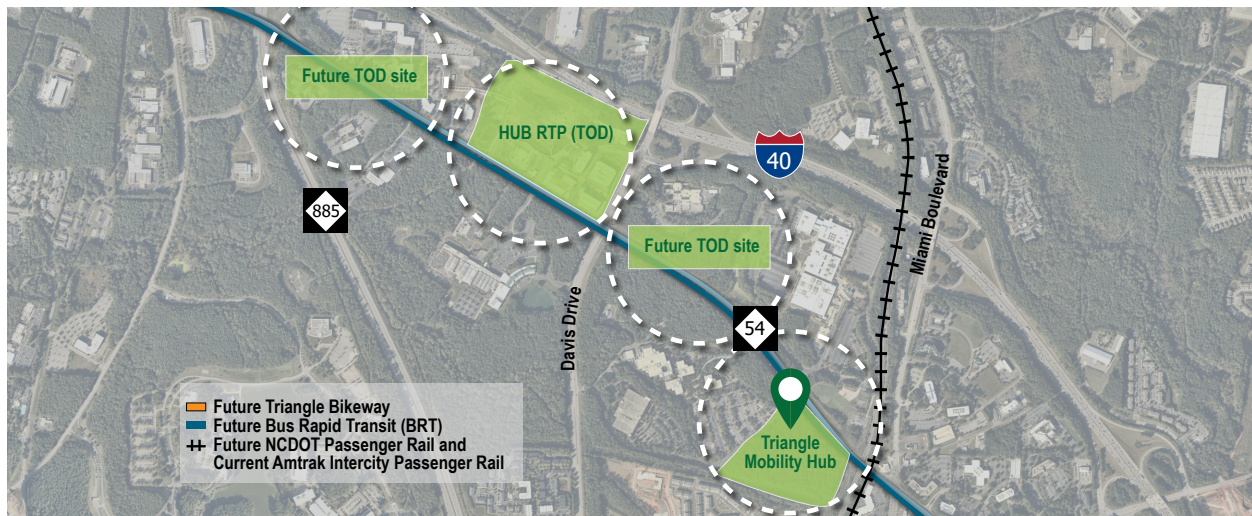 Future TOD site
HUB RTP (TOD)
40
885
Future TOD site
Miami Boulevard
Davis Drive
54
Future Triangle Bikeway
Future Bus Rapid Transit (BRT)
Future NCDOT Passenger Rail and
Current Amtrak Intercity Passenger Rail
Triangle
Mobility Hub